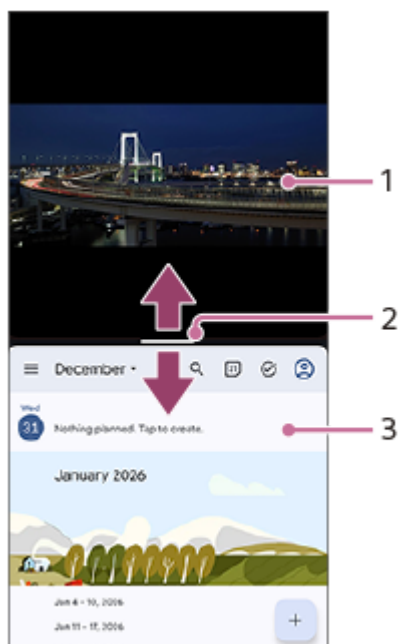 1
2
December
31
Wed
31
Nothing planned. Tap to create.
3
January 2026
Jan 4 - 10, 2026
Jan 11 - 17, 2026